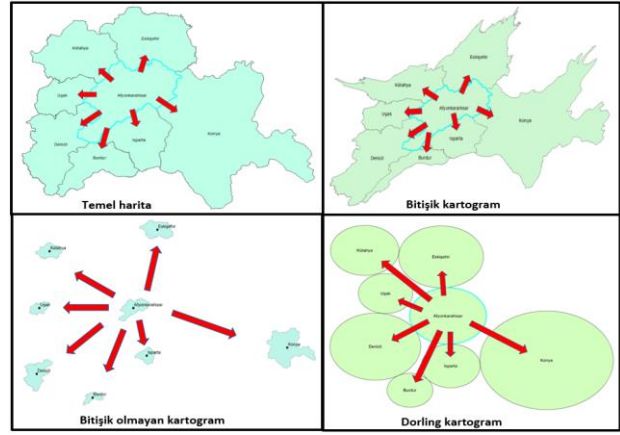 Eskişehir
Kütahya
Uşak
Afyonkarahisar
Konya
Denizli
Isparta
Burdur
Temel harita
Eskişehir
Kütahya
Uşak
Afyonkarahisar
Konya
Isparta
Denizli
Burdur
Bitişik kartogram
Eskişehir
Kütahya
Uşak
Afyonkarahisar
Isparta
Konya
Denizli
Burdur
Bitişik olmayan kartogram
Kütahya
Eskişehir
Uşak
Afyonkarahisar
Denizli
Isparta
Konya
Burdur
Dorling kartogram